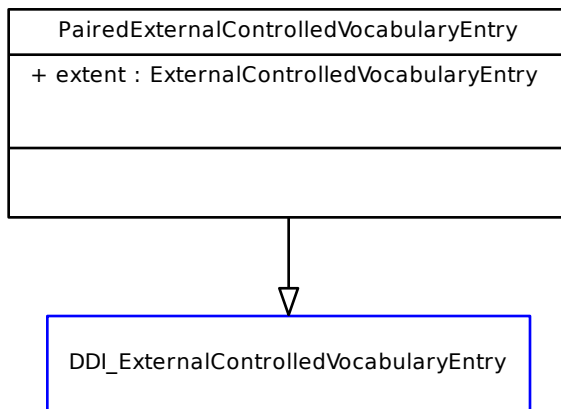 PairedExternalControlledVocabularyEntry
+ extent : ExternalControlledVocabularyEntry
DDI_ExternalControlledVocabularyEntry